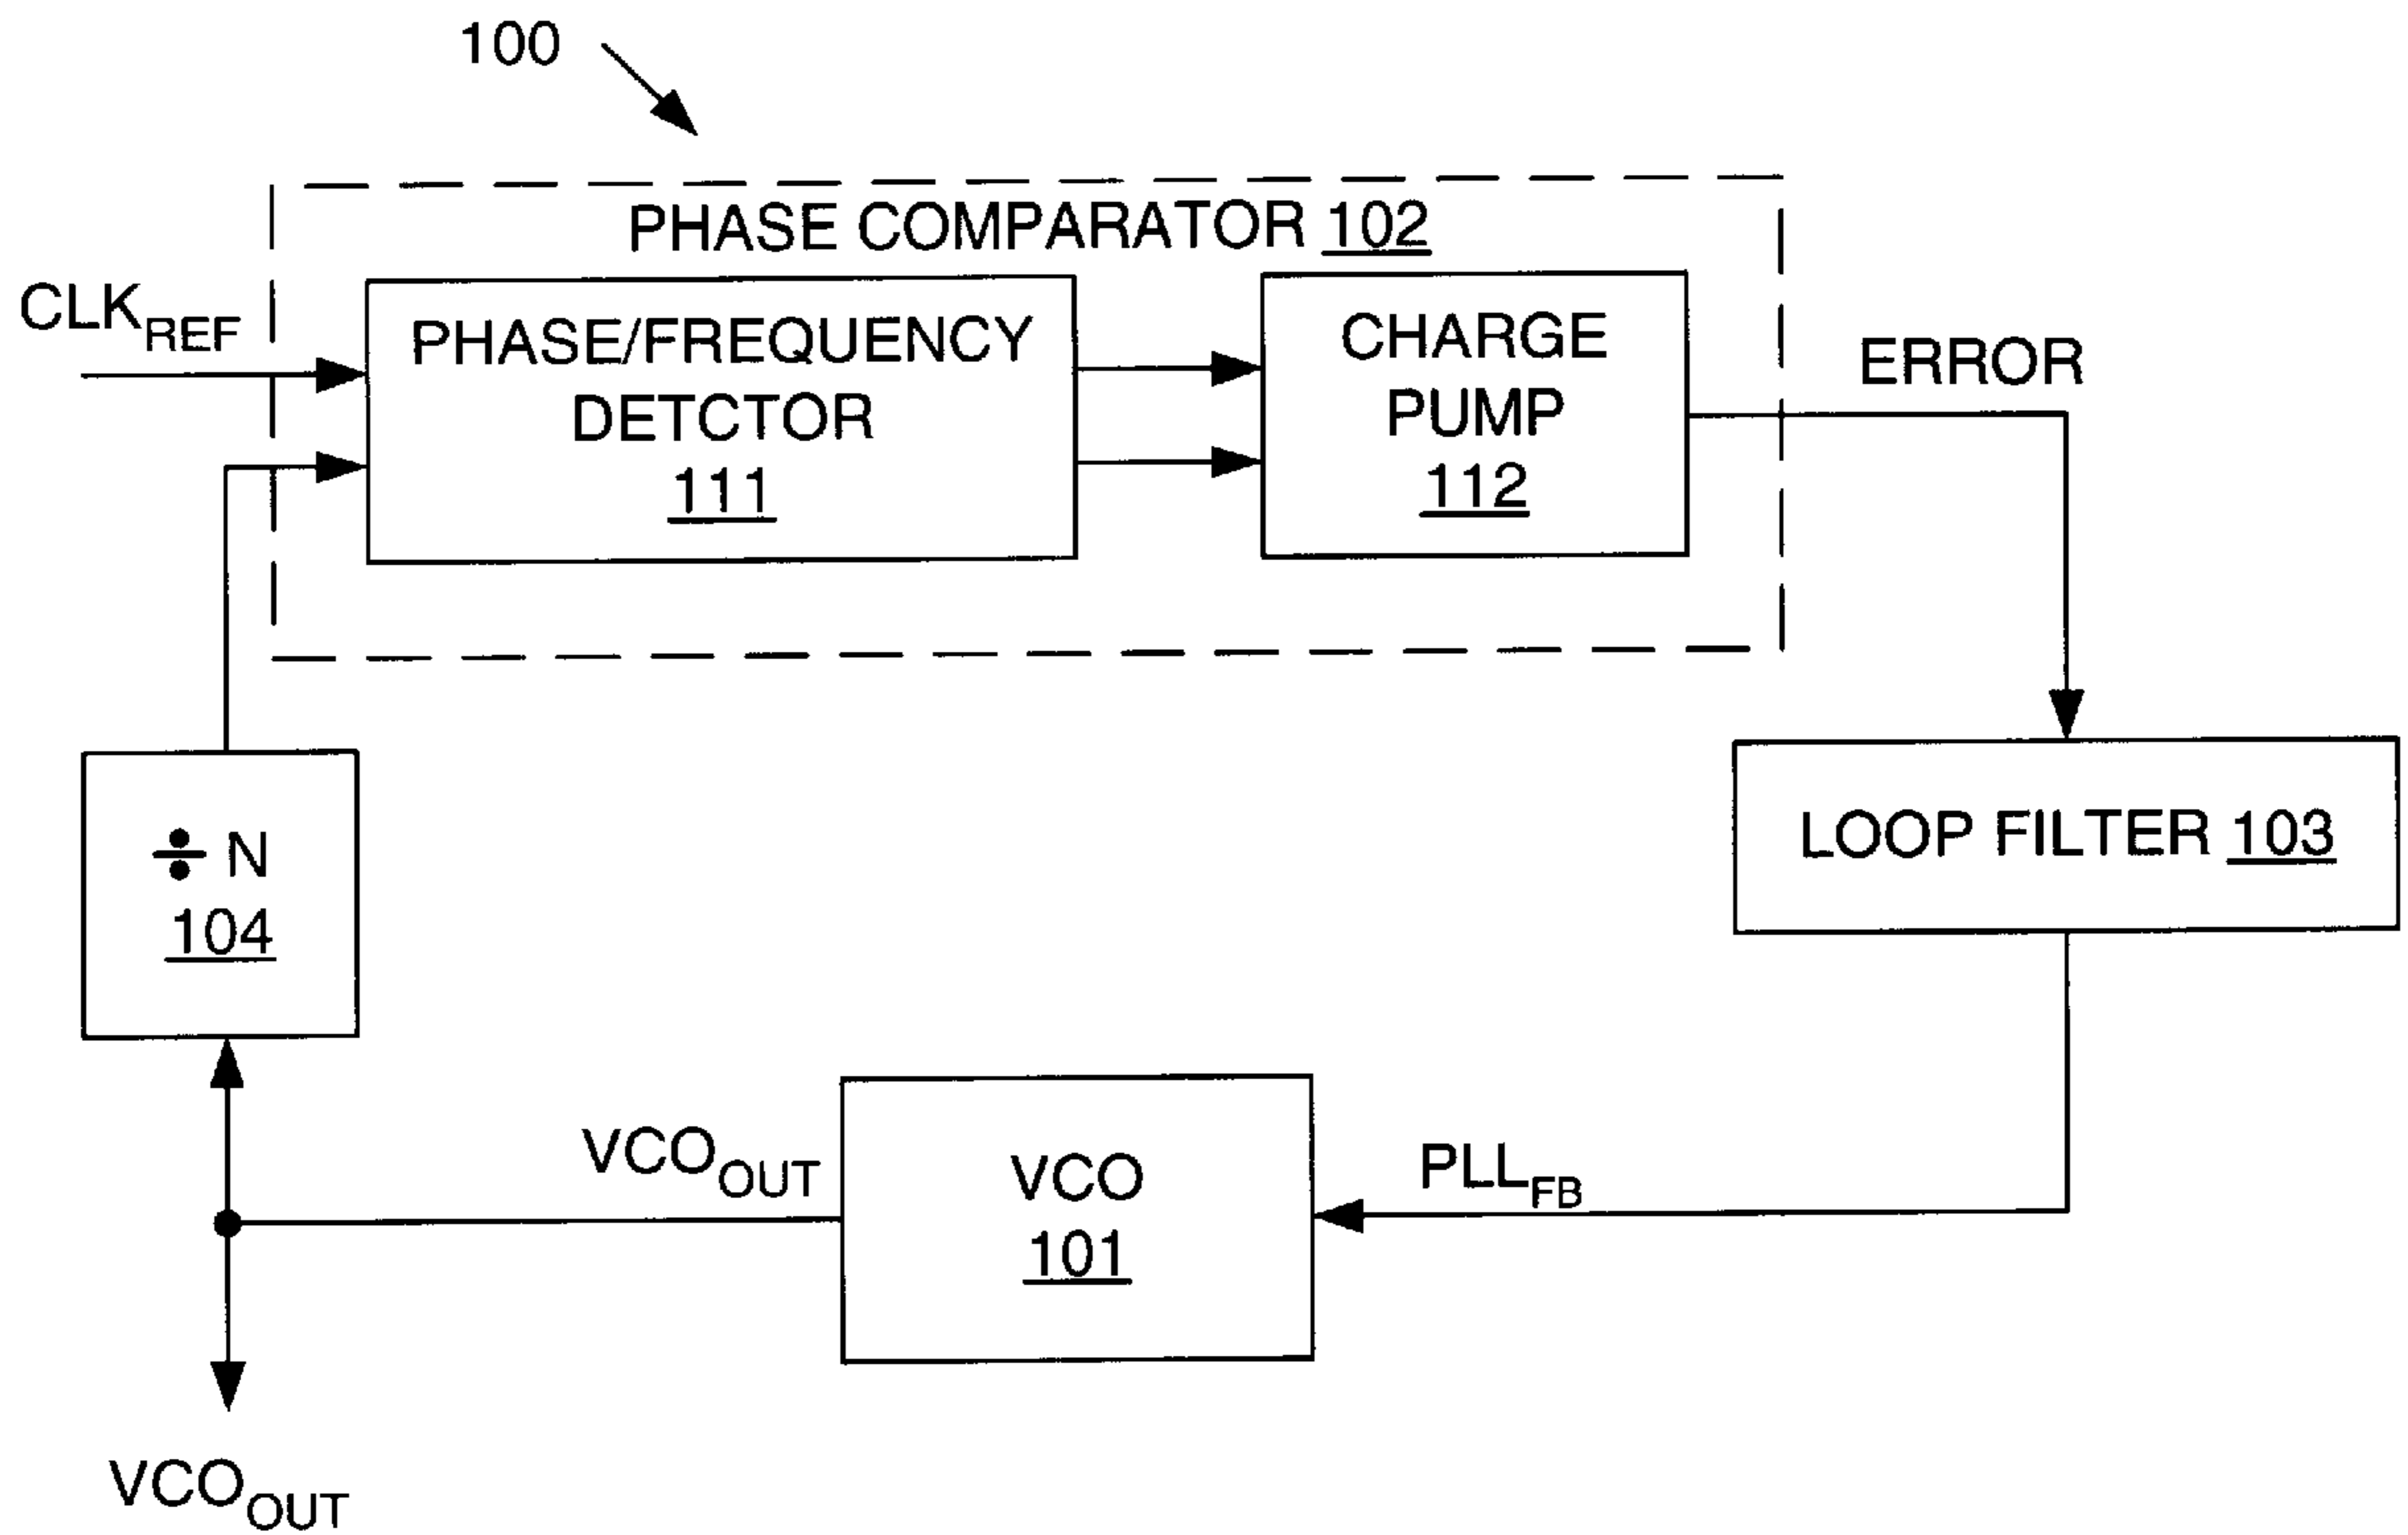 100
PHASE COMPARATOR 102
CLKREF
PHASE/FREQUENCY
DETCTOR
111
CHARGE
PUMP
112
ERROR
÷ N
104
LOOP FILTER 103
VCOOUT
VCO
101
PLLFB
VCOOUT